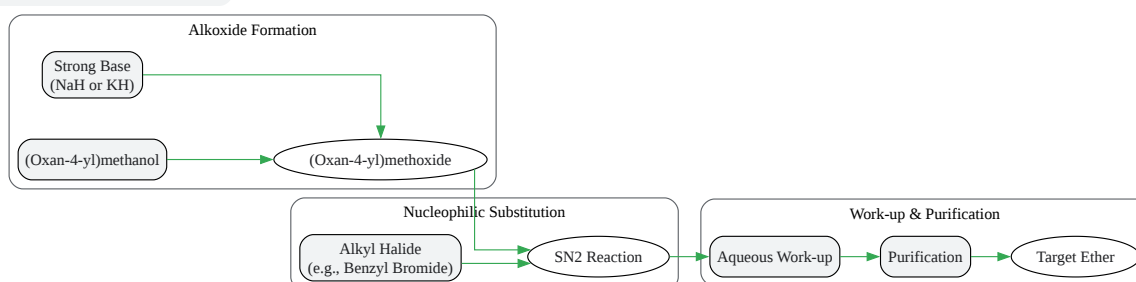 Alkoxide Formation
Strong Base
(NaH or KH)
(Oxan-4-yl)methanol
(Oxan-4-yl)methoxide
Nucleophilic Substitution
Alkyl Halide
(e.g., Benzyl Bromide)
SN2 Reaction
Work-up & Purification
Aqueous Work-up
Purification
Target Ether